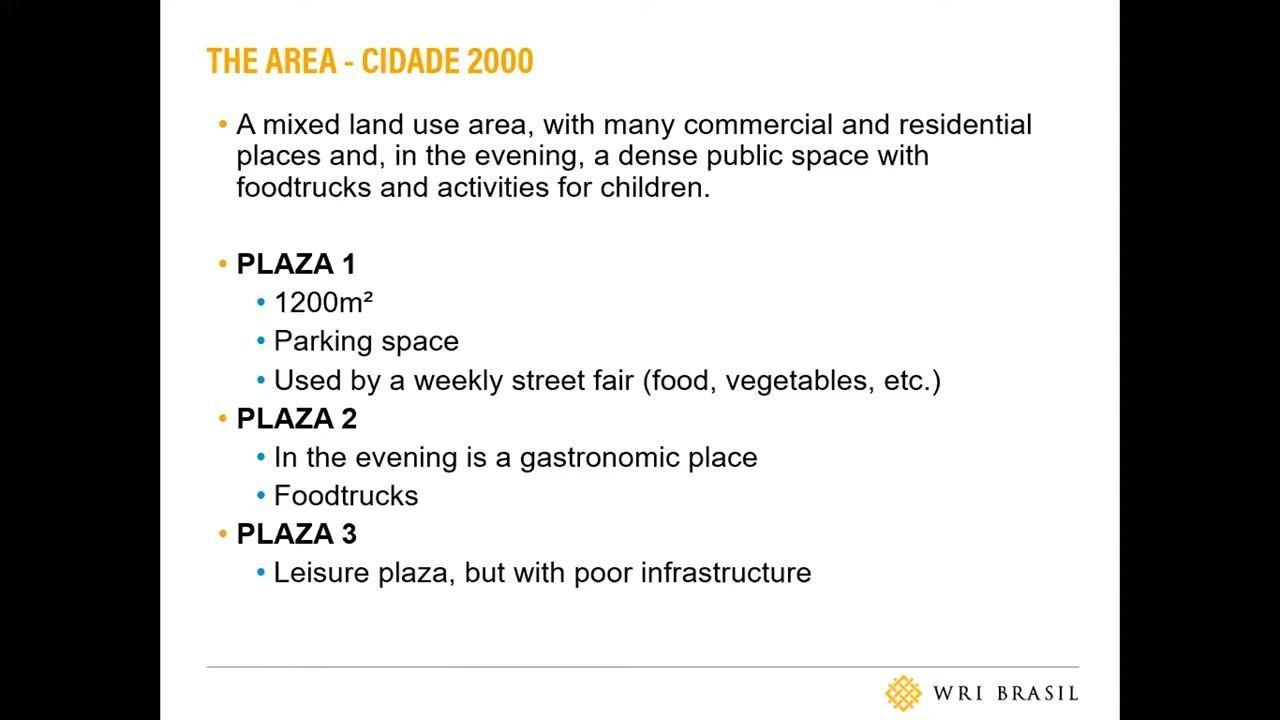 THE AREA - CIDADE 2000
• A mixed land use area, with many commercial and residential
places and, in the evening, a dense public space with
foodtrucks and activities for children.
• PLAZA 1
• 1200m²
• Parking space
• Used by a weekly street fair (food, vegetables, etc.)
• PLAZA 2
• In the evening is a gastronomic place
• Foodtrucks
• PLAZA 3
• Leisure plaza, but with poor infrastructure
WRI BRASIL